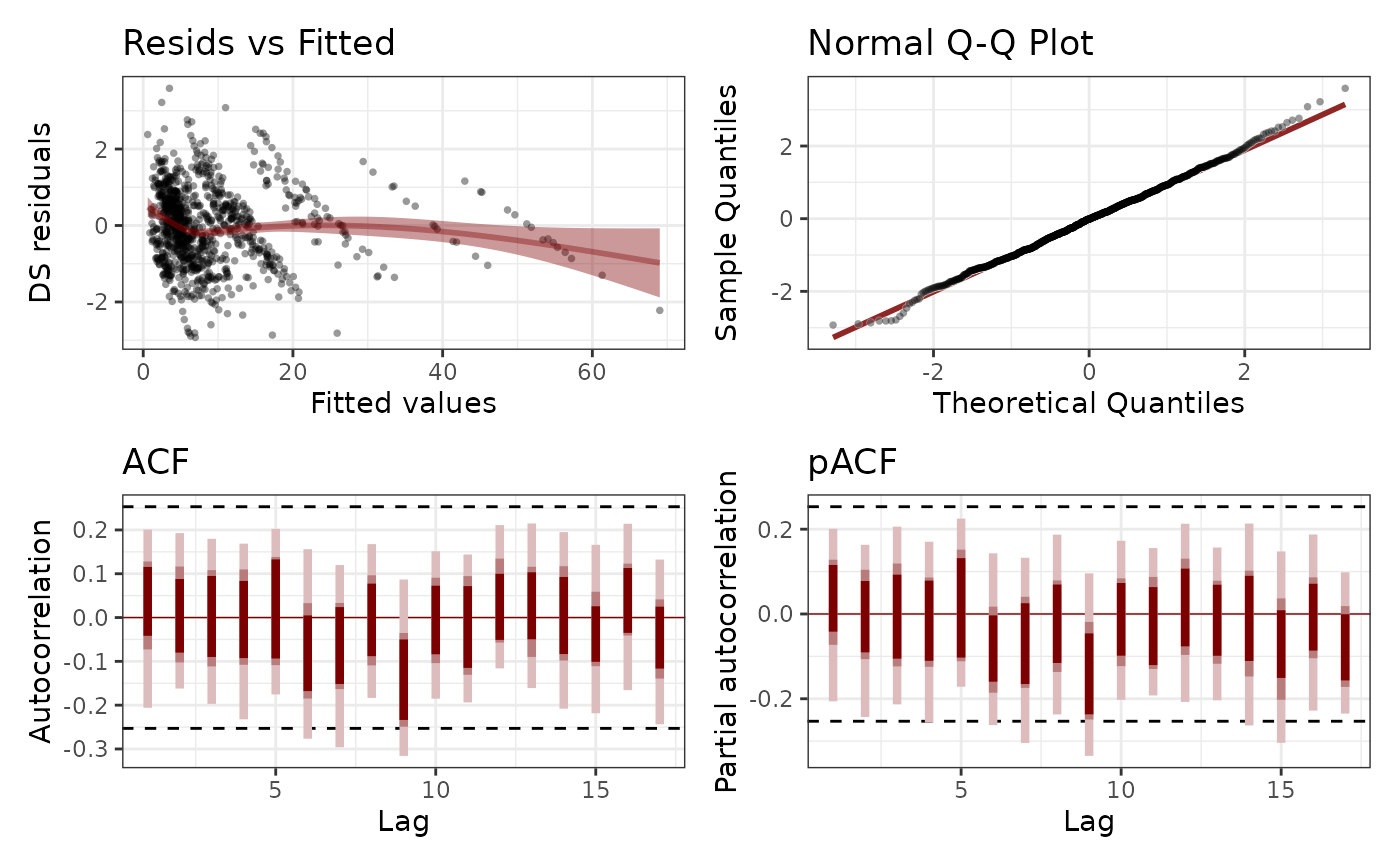 Resids vs Fitted
DS residuals
2
0
-2
0
20
40
60
Fitted values
Normal Q-Q Plot
Sample Quantiles
2
0
-2
-2
0
2
Theoretical Quantiles
ACF
Autocorrelation
0.2
0.1
0.0
-0.1
-0.2
-0.3
5
10
15
Lag
pACF
Partial autocorrelation
0.2
0.0
-0.2
5
10
15
Lag